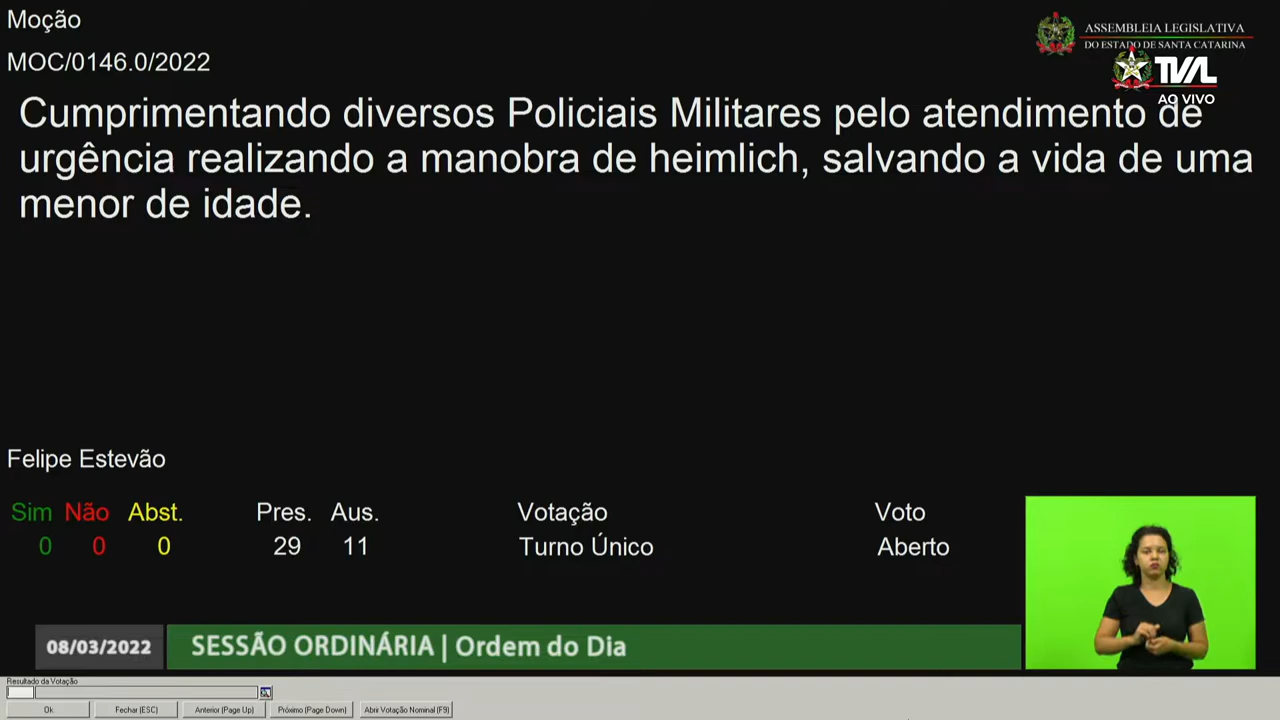 Moção
ASSEMBLEIA LEGISLATIVA
DO ESTADO DE SANTA CATARINA
MOC/0146.0/2022
TVAL
AO VIVO
Cumprimentando diversos Policiais Militares pelo atendimento de
urgência realizando a manobra de heimlich, salvando a vida de uma
menor de idade.
Felipe Estevão
Sim Não Abst. Pres. Aus. Votação Voto
0 0 0 29 11 Turno Único Aberto
08/03/2022 SESSÃO ORDINÁRIA | Ordem do Dia
Resultado da Votação
Ok Fechar (ESC) Anterior (Page Up) Próximo (Page Down) Abrir Votação Nominal (F9)